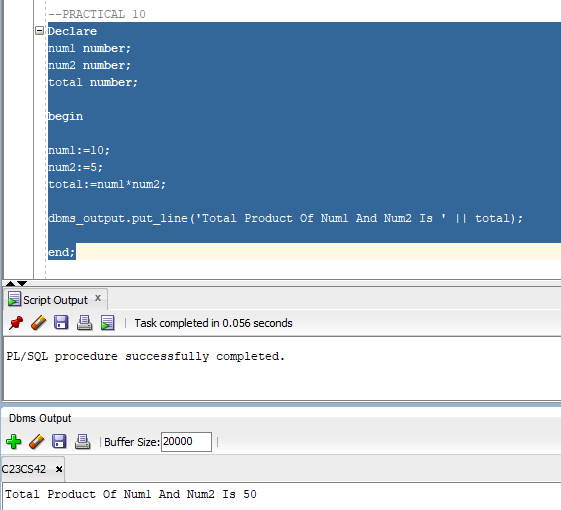 --PRACTICAL 10
Declare
num1 number;
num2 number;
total number;
begin
num1:=10;
num2:=5;
total:=num1*num2;
dbms_output.put_line('Total Product Of Num1 And Num2 Is ' || total);
end;
Script Output x
Task completed in 0.056 seconds
PL/SQL procedure successfully completed.
Dbms Output
Buffer Size: 20000
C23CS42 x
Total Product Of Num1 And Num2 Is 50